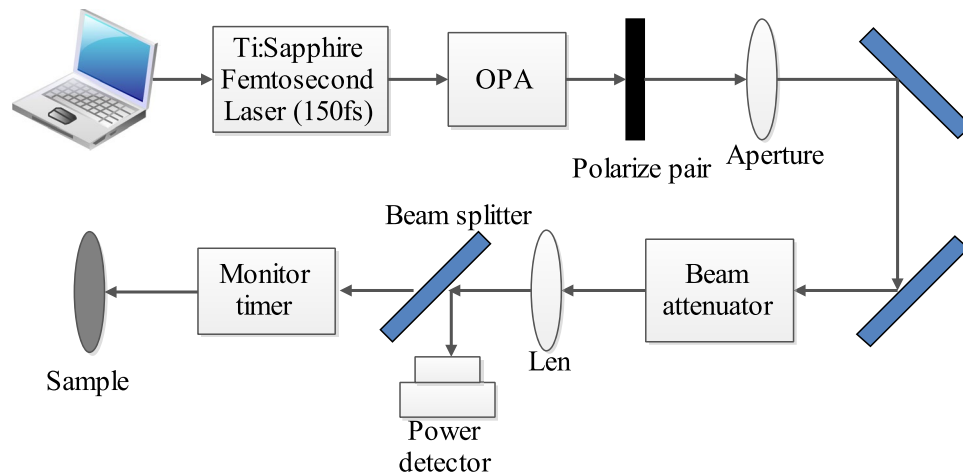 Ti:Sapphire
Femtosecond
Laser (150fs)
OPA
Polarize pair
Aperture
Beam splitter
Monitor
timer
Beam
attenuator
Len
Sample
Power
detector